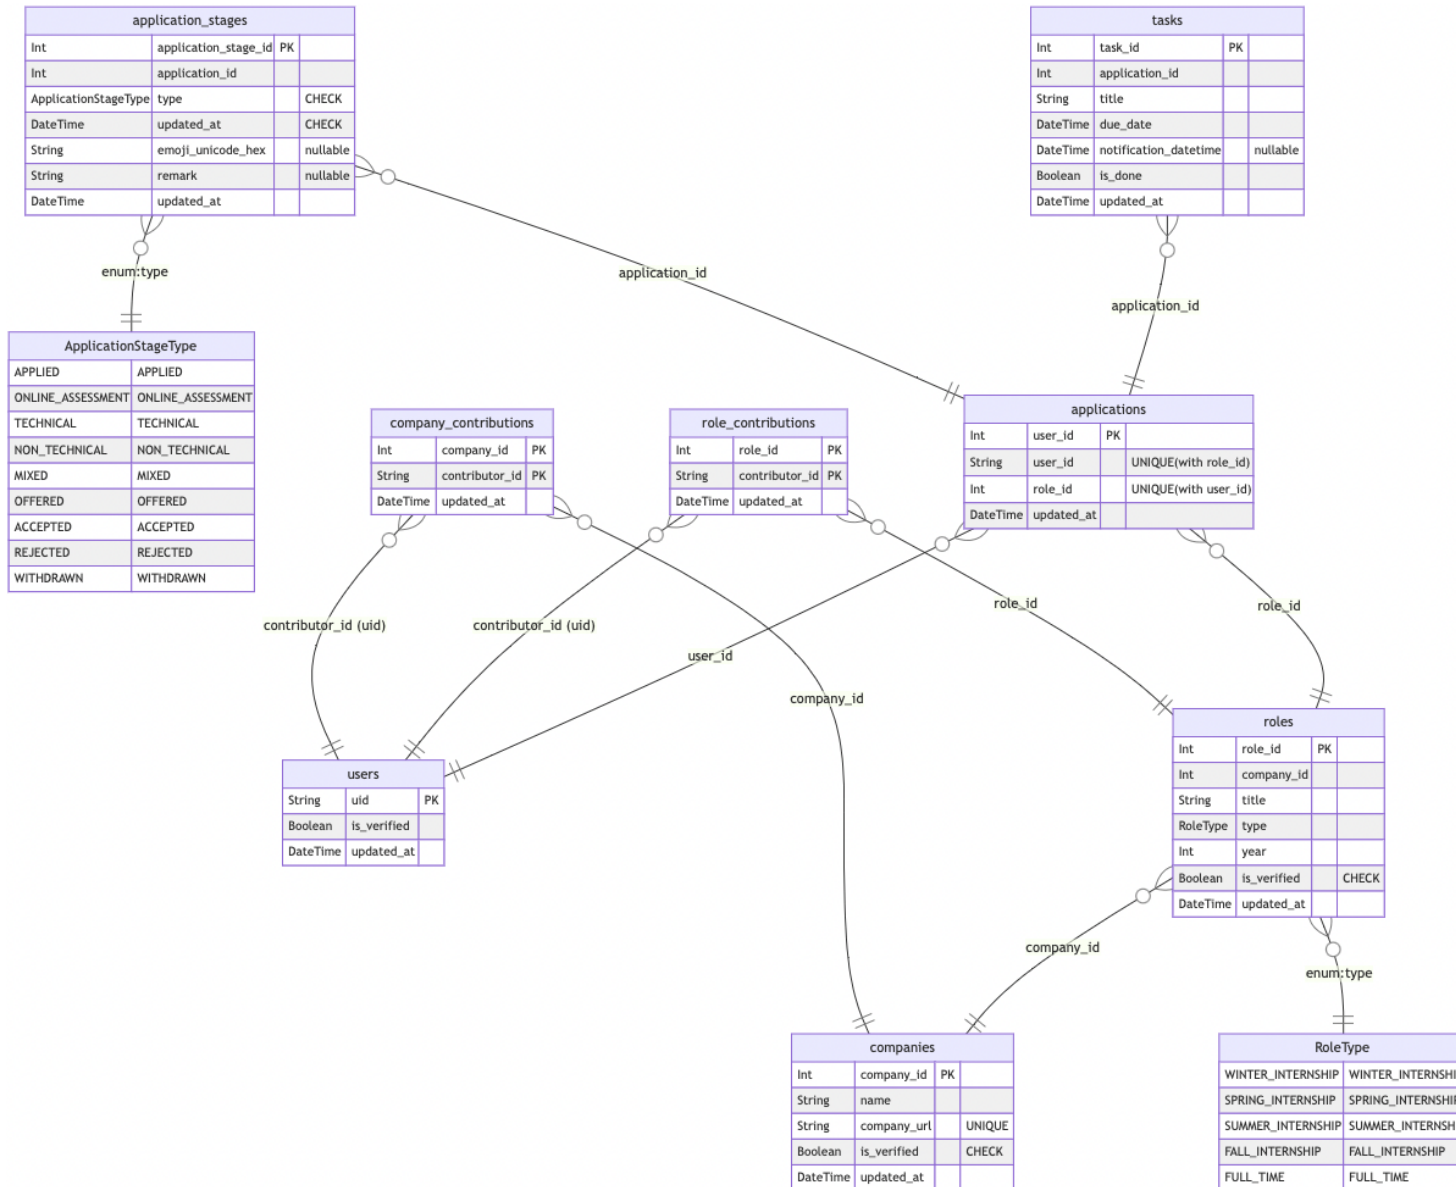 application_stages
Int application_stage_id PK
Int application_id
ApplicationStageType type CHECK
DateTime updated_at CHECK
String emoji_unicode_hex nullable
String remark nullable
DateTime updated_at
tasks
Int task_id PK
Int application_id
String title
DateTime due_date
DateTime notification_datetime nullable
Boolean is_done
DateTime updated_at
enum:type
application_id
application_id
ApplicationStageType
APPLIED APPLIED
ONLINE_ASSESSMENT ONLINE_ASSESSMENT
TECHNICAL TECHNICAL
NON_TECHNICAL NON_TECHNICAL
MIXED MIXED
OFFERED OFFERED
ACCEPTED ACCEPTED
REJECTED REJECTED
WITHDRAWN WITHDRAWN
company_contributions
Int company_id PK
String contributor_id PK
DateTime updated_at
role_contributions
Int role_id PK
String contributor_id PK
DateTime updated_at
applications
Int user_id PK
String user_id UNIQUE(with role_id)
Int role_id UNIQUE(with user_id)
DateTime updated_at
contributor_id (uid)
contributor_id (uid)
user_id
company_id
role_id
role_id
users
String uid PK
Boolean is_verified
DateTime updated_at
roles
Int role_id PK
Int company_id
String title
RoleType type
Int year
Boolean is_verified CHECK
DateTime updated_at
company_id
enum:type
companies
Int company_id PK
String name
String company_url UNIQUE
Boolean is_verified CHECK
DateTime updated_at
RoleType
WINTER_INTERNSHIP WINTER_INTERNSHI
SPRING_INTERNSHIP SPRING_INTERNSHIP
SUMMER_INTERNSHIP SUMMER_INTERNSH
FALL_INTERNSHIP FALL_INTERNSHIP
FULL_TIME FULL_TIME